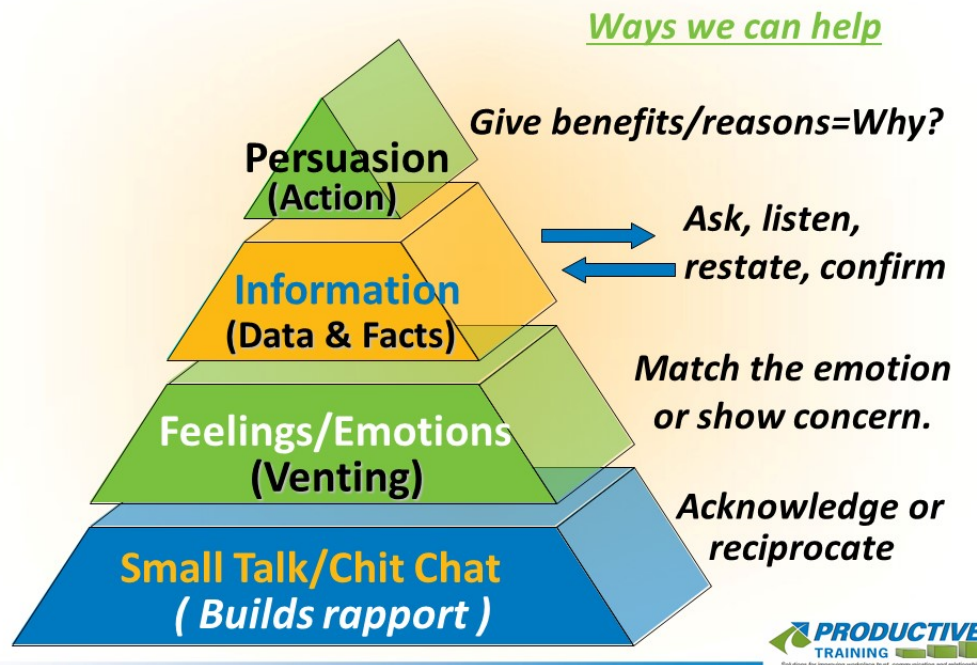 Ways we can help
Persuasion
(Action)
Give benefits/reasons=Why?
Information
(Data & Facts)
Ask, listen,
restate, confirm
Feelings/Emotions
(Venting)
Match the emotion
or show concern.
Small Talk/Chit Chat
( Builds rapport )
Acknowledge or
reciprocate
PRODUCTIVE
TRAINING